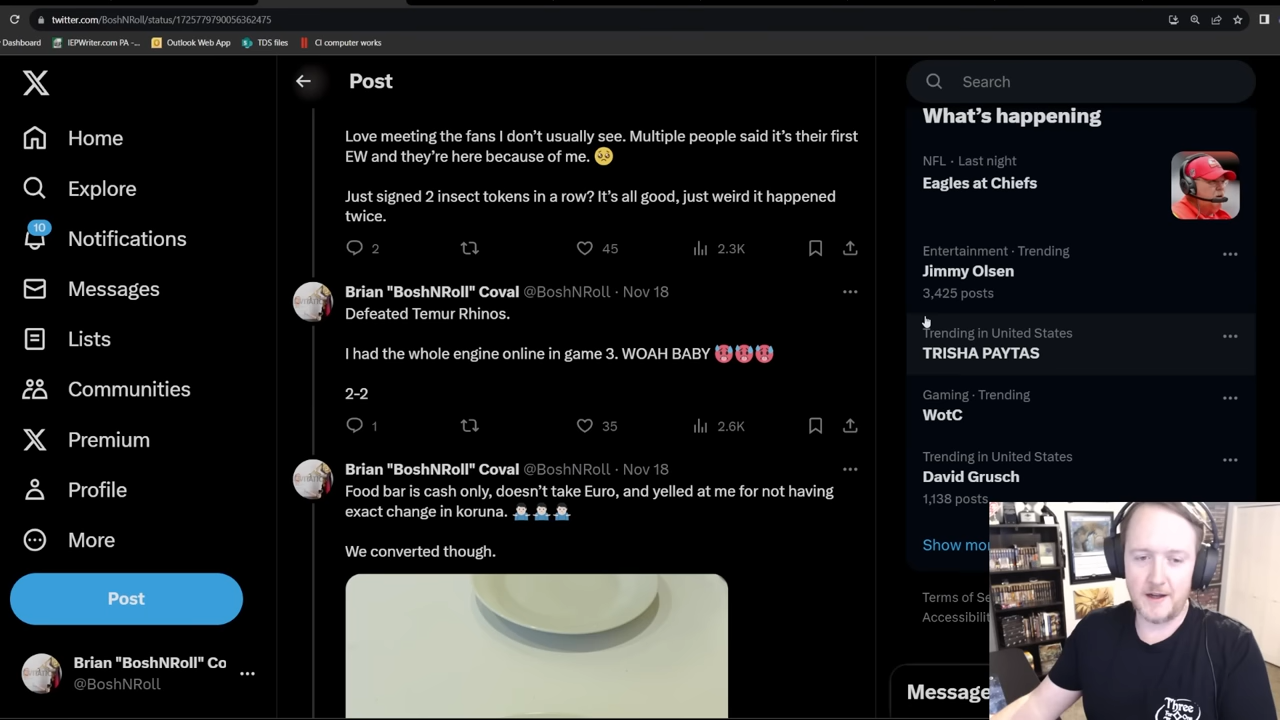 twitter.com/BoshNRoll/status/1725779790056362475
Dashboard
IEPWriter.com PA -...
Outlook Web App
TDS files
CI computer works
Post
Search
Home
Explore
10
Notifications
Messages
Lists
Communities
Premium
Profile
More
Post
Brian "BoshNRoll" Co
@BoshNRoll
Love meeting the fans I don't usually see. Multiple people said it's their first
EW and they're here because of me. 🥺
Just signed 2 insect tokens in a row? It's all good, just weird it happened
twice.
2 45 2.3K
Brian "BoshNRoll" Coval @BoshNRoll · Nov 18
Defeated Temur Rhinos.
I had the whole engine online in game 3. WOAH BABY 🥵🥵🥵
2-2
1 35 2.6K
Brian "BoshNRoll" Coval @BoshNRoll · Nov 18
Food bar is cash only, doesn't take Euro, and yelled at me for not having
exact change in koruna. 🤷🏻‍♂️🤷🏻‍♂️🤷🏻‍♂️
We converted though.
What's happening
NFL · Last night
Eagles at Chiefs
Entertainment · Trending
Jimmy Olsen
3,425 posts
Trending in United States
TRISHA PAYTAS
Gaming · Trending
WotC
Trending in United States
David Grusch
1,138 posts
Show mo
Terms of Se
Accessibili
Message
Three